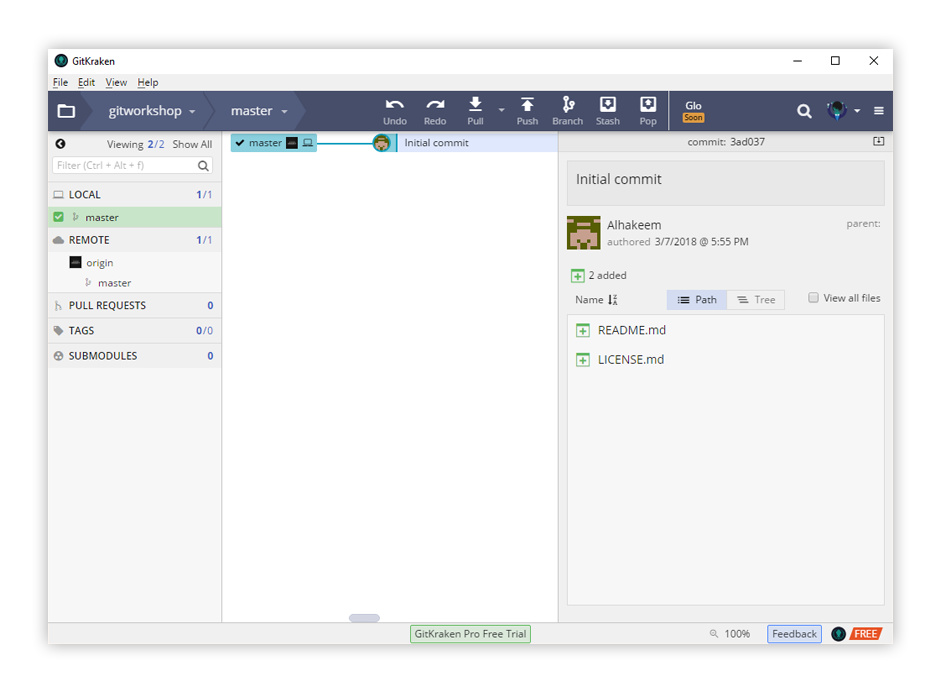 GitKraken
File Edit View Help
gitworkshop master Undo Redo Pull Push Branch Stash Pop Glo Soon
Viewing 2/2 Show All
Filter (Ctrl + Alt + f)
LOCAL 1/1
master
REMOTE 1/1
origin
master
PULL REQUESTS 0
TAGS 0/0
SUBMODULES 0
master Initial commit
commit: 3ad037
Initial commit
Alhakeem parent:
authored 3/7/2018 @ 5:55 PM
2 added
Name Path Tree View all files
README.md
LICENSE.md
GitKraken Pro Free Trial 100% Feedback FREE